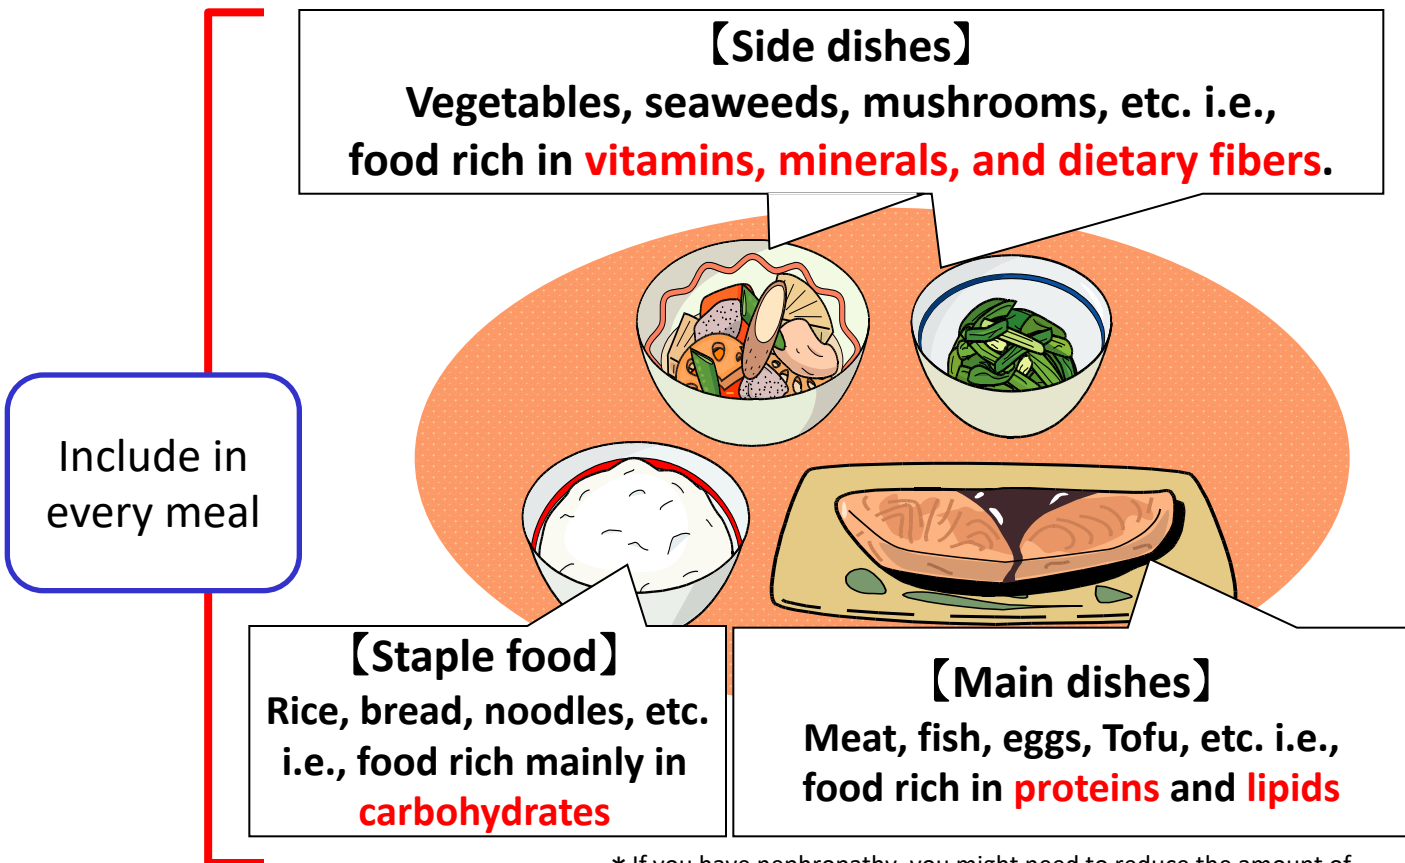 【Side dishes】
Vegetables, seaweeds, mushrooms, etc. i.e.,
food rich in vitamins, minerals, and dietary fibers.
Include in
every meal
【Staple food】
Rice, bread, noodles, etc.
i.e., food rich mainly in
carbohydrates
【Main dishes】
Meat, fish, eggs, Tofu, etc. i.e.,
food rich in proteins and lipids
* If you have nephropathy, you might need to reduce the amount of